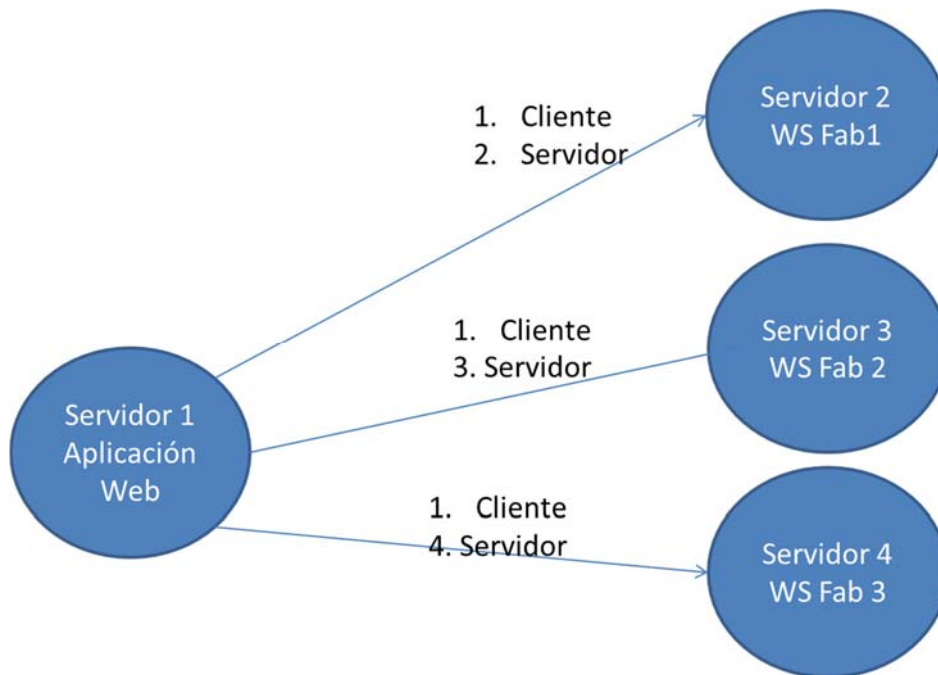 Servidor 2
WS Fab1
1. Cliente
2. Servidor
1. Cliente
3. Servidor
Servidor 3
WS Fab 2
Servidor 1
Aplicación
Web
1. Cliente
4. Servidor
Servidor 4
WS Fab 3